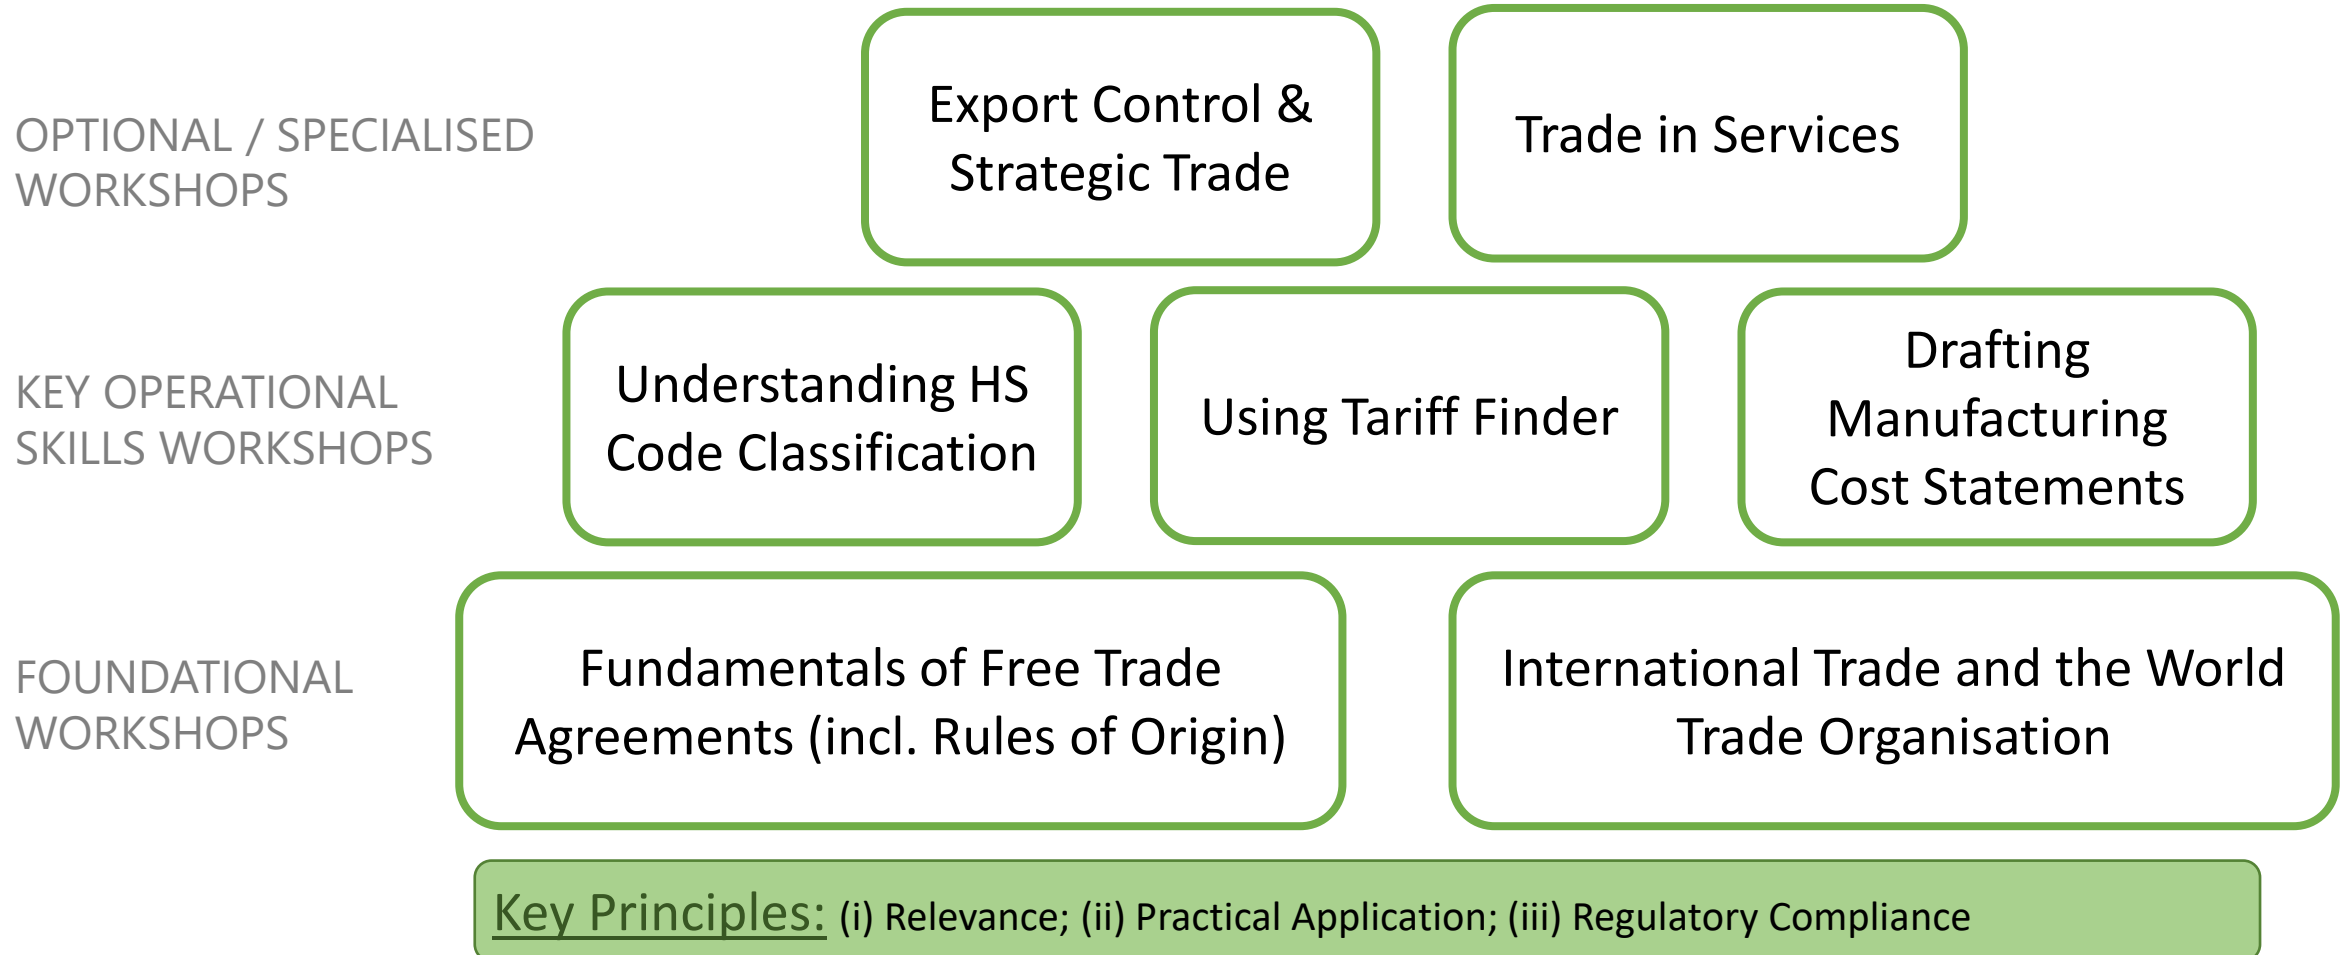 OPTIONAL / SPECIALISED
WORKSHOPS
Export Control &
Strategic Trade
Trade in Services
KEY OPERATIONAL
SKILLS WORKSHOPS
Understanding HS
Code Classification
Using Tariff Finder
Drafting
Manufacturing
Cost Statements
FOUNDATIONAL
WORKSHOPS
Fundamentals of Free Trade
Agreements (incl. Rules of Origin)
International Trade and the World
Trade Organisation
Key Principles: (i) Relevance; (ii) Practical Application; (iii) Regulatory Compliance